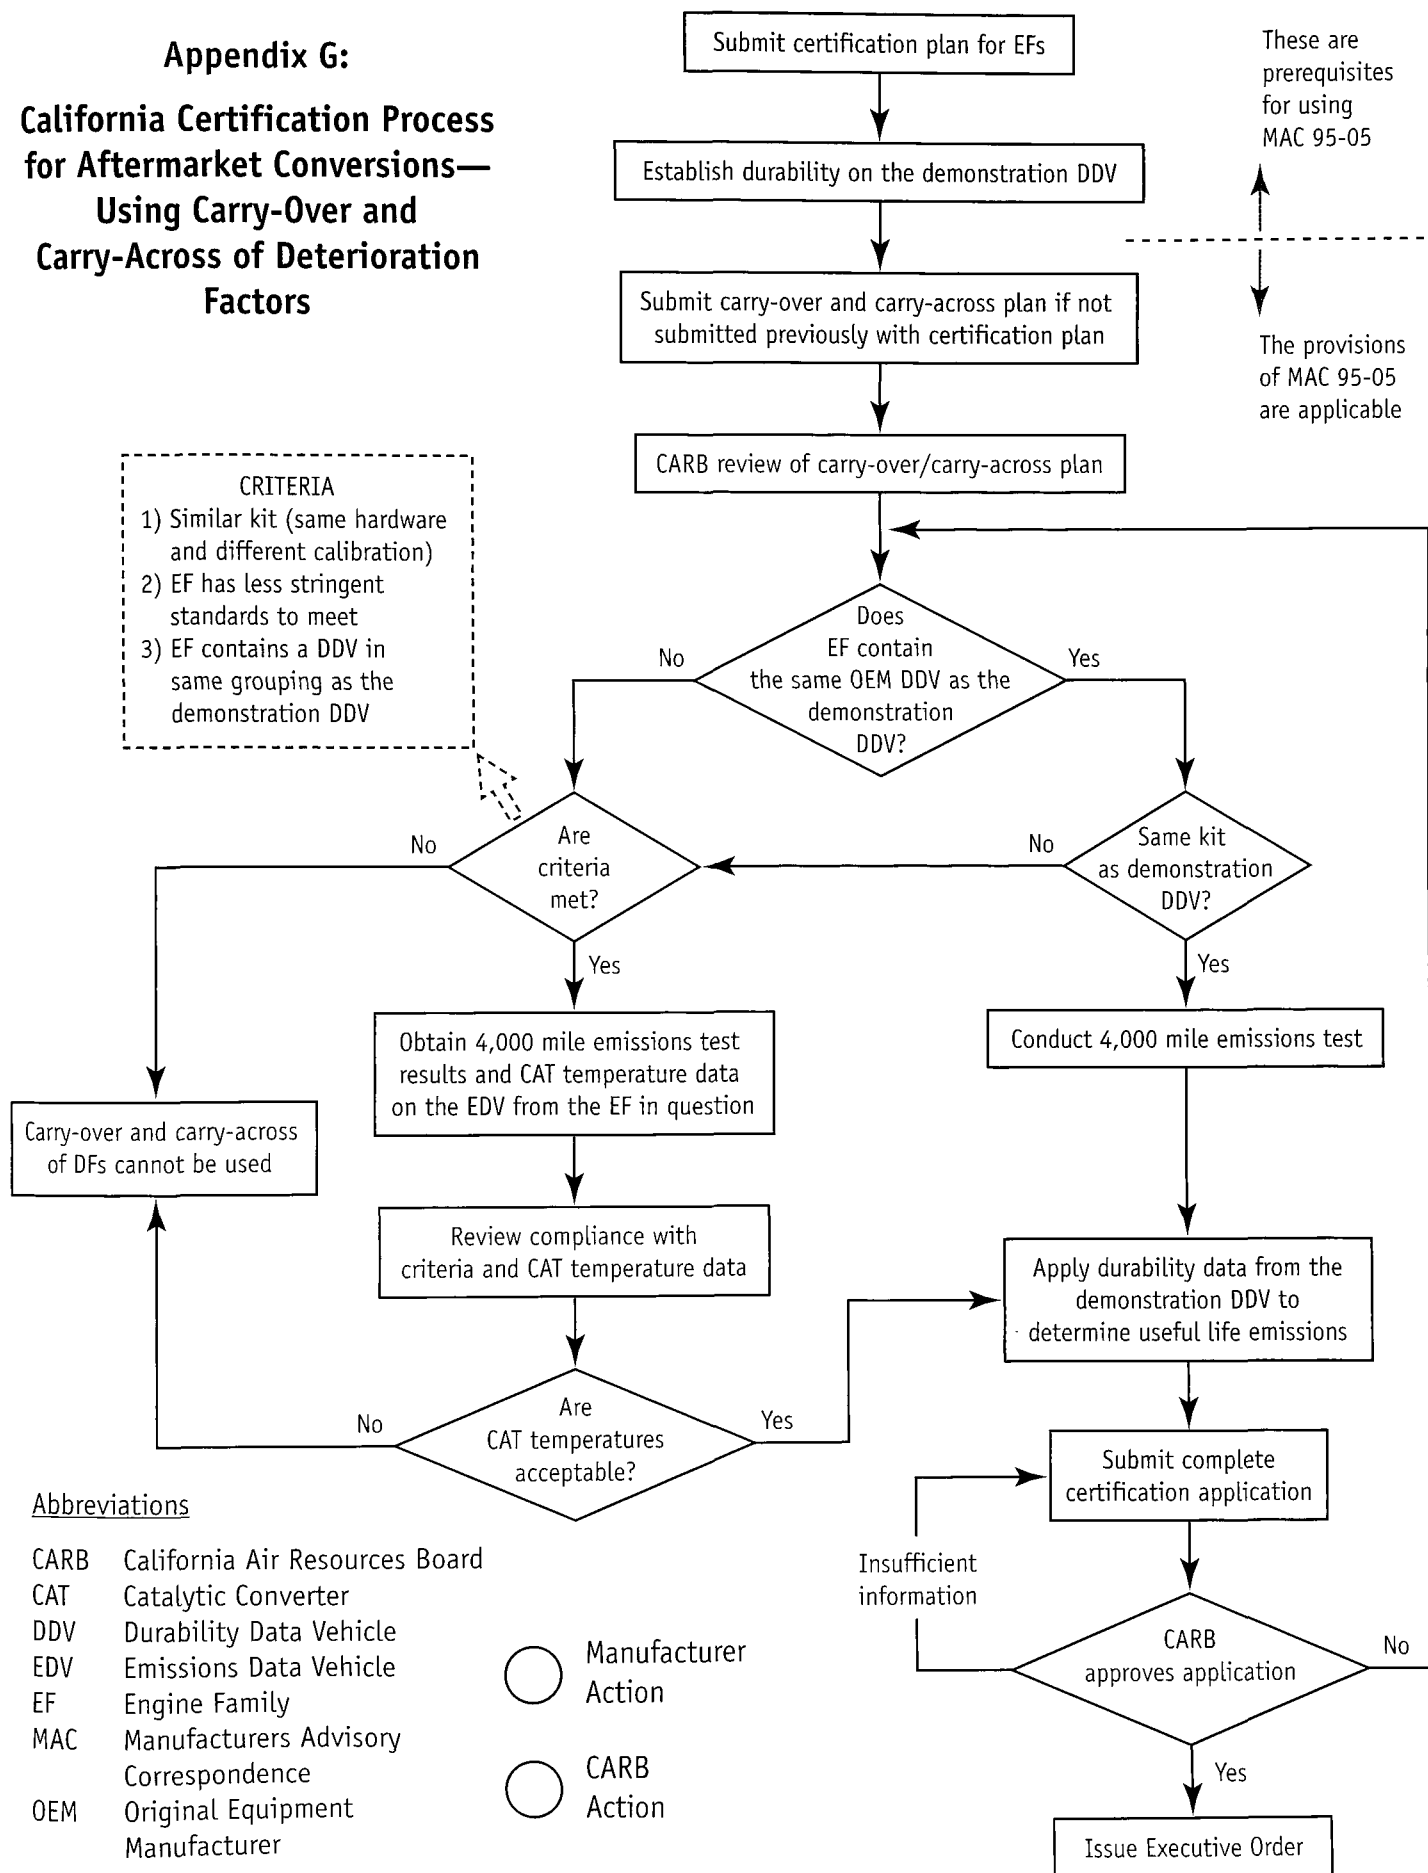 Appendix G:
California Certification Process
for Aftermarket Conversions—
Using Carry-Over and
Carry-Across of Deterioration
Factors
Submit certification plan for EFs
These are
prerequisites
for using
MAC 95-05
Establish durability on the demonstration DDV
Submit carry-over and carry-across plan if not
submitted previously with certification plan
The provisions
of MAC 95-05
are applicable
CARB review of carry-over/carry-across plan
CRITERIA
1) Similar kit (same hardware
and different calibration)
2) EF has less stringent
standards to meet
3) EF contains a DDV in
same grouping as the
demonstration DDV
Does
EF contain
the same OEM DDV as the
demonstration
DDV?
No
Yes
Are
criteria
met?
No
Yes
Same kit
as demonstration
DDV?
No
Yes
Obtain 4,000 mile emissions test
results and CAT temperature data
on the EDV from the EF in question
Conduct 4,000 mile emissions test
Carry-over and carry-across
of DFs cannot be used
Review compliance with
criteria and CAT temperature data
Apply durability data from the
demonstration DDV to
determine useful life emissions
Are
CAT temperatures
acceptable?
No
Yes
Submit complete
certification application
Insufficient
information
CARB
approves application
No
Yes
Issue Executive Order
Abbreviations
CARB California Air Resources Board
CAT Catalytic Converter
DDV Durability Data Vehicle
EDV Emissions Data Vehicle
EF Engine Family
MAC Manufacturers Advisory
Correspondence
OEM Original Equipment
Manufacturer
Manufacturer
Action
CARB
Action